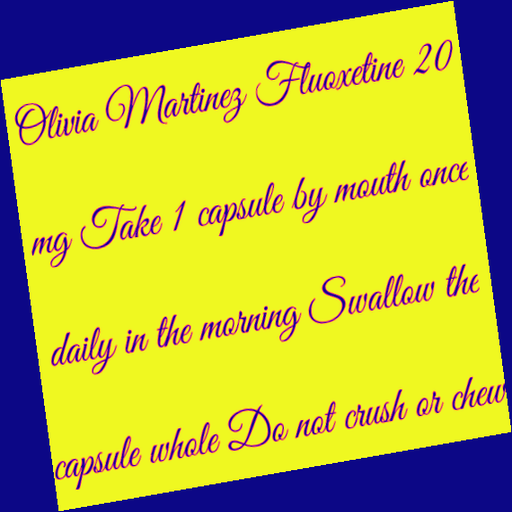 Olivia Martinez Fluoxetine 20
mg Take 1 capsule by mouth once
daily in the morning Swallow the
capsule whole Do not crush or chew